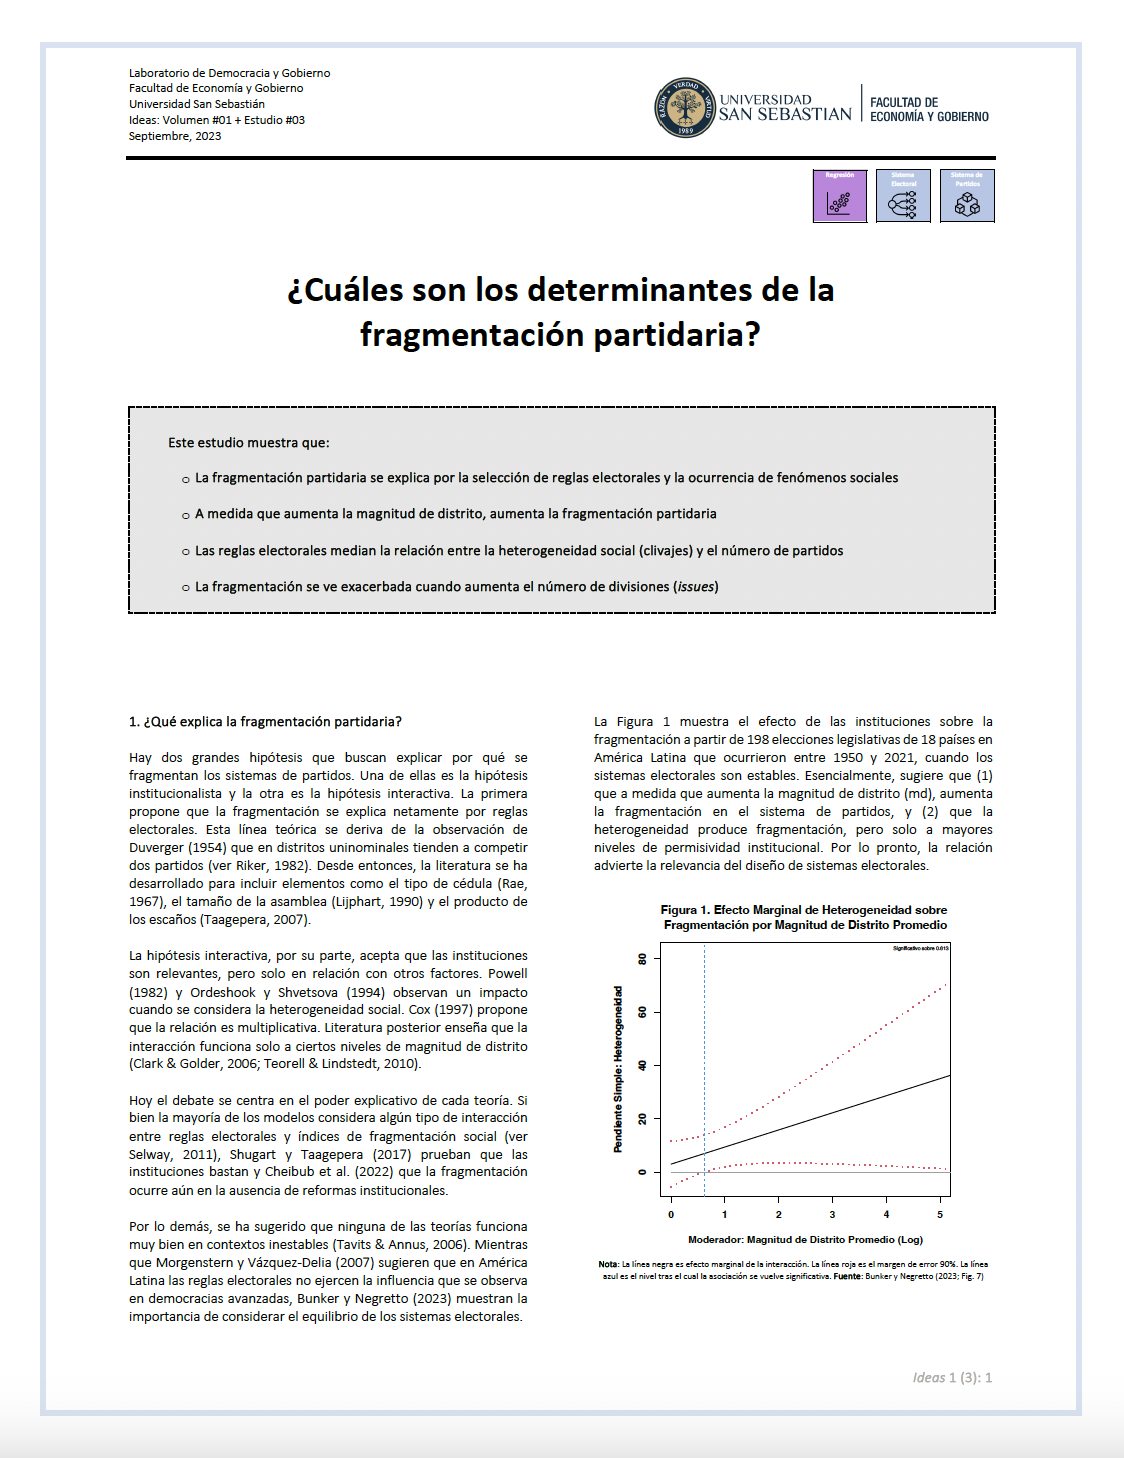 Laboratorio de Democracia y Gobierno
Facultad de Economía y Gobierno
Universidad San Sebastián
Ideas: Volumen #01 + Estudio #03
Septiembre, 2023
RAZÓN VERDAD VIRTUD
1989
UNIVERSIDAD
SAN SEBASTIAN
FACULTAD DE
ECONOMÍA Y GOBIERNO
Regresión
Sistema
Electoral
Sistema de
Partidos
¿Cuáles son los determinantes de la
fragmentación partidaria?
Este estudio muestra que:
o La fragmentación partidaria se explica por la selección de reglas electorales y la ocurrencia de fenómenos sociales
o A medida que aumenta la magnitud de distrito, aumenta la fragmentación partidaria
o Las reglas electorales median la relación entre la heterogeneidad social (clivajes) y el número de partidos
o La fragmentación se ve exacerbada cuando aumenta el número de divisiones (issues)
1. ¿Qué explica la fragmentación partidaria?
Hay dos grandes hipótesis que buscan explicar por qué se
fragmentan los sistemas de partidos. Una de ellas es la hipótesis
institucionalista y la otra es la hipótesis interactiva. La primera
propone que la fragmentación se explica netamente por reglas
electorales. Esta línea teórica se deriva de la observación de
Duverger (1954) que en distritos uninominales tienden a competir
dos partidos (ver Riker, 1982). Desde entonces, la literatura se ha
desarrollado para incluir elementos como el tipo de cédula (Rae,
1967), el tamaño de la asamblea (Lijphart, 1990) y el producto de
los escaños (Taagepera, 2007).
La hipótesis interactiva, por su parte, acepta que las instituciones
son relevantes, pero solo en relación con otros factores. Powell
(1982) y Ordeshook y Shvetsova (1994) observan un impacto
cuando se considera la heterogeneidad social. Cox (1997) propone
que la relación es multiplicativa. Literatura posterior enseña que la
interacción funciona solo a ciertos niveles de magnitud de distrito
(Clark & Golder, 2006; Teorell & Lindstedt, 2010).
Hoy el debate se centra en el poder explicativo de cada teoría. Si
bien la mayoría de los modelos considera algún tipo de interacción
entre reglas electorales y índices de fragmentación social (ver
Selway, 2011), Shugart y Taagepera (2017) prueban que las
instituciones bastan y Cheibub et al. (2022) que la fragmentación
ocurre aún en la ausencia de reformas institucionales.
Por lo demás, se ha sugerido que ninguna de las teorías funciona
muy bien en contextos inestables (Tavits & Annus, 2006). Mientras
que Morgenstern y Vázquez-Delia (2007) sugieren que en América
Latina las reglas electorales no ejercen la influencia que se observa
en democracias avanzadas, Bunker y Negretto (2023) muestran la
importancia de considerar el equilibrio de los sistemas electorales.
La Figura 1 muestra el efecto de las instituciones sobre la
fragmentación a partir de 198 elecciones legislativas de 18 países en
América Latina que ocurrieron entre 1950 y 2021, cuando los
sistemas electorales son estables. Esencialmente, sugiere que (1)
que a medida que aumenta la magnitud de distrito (md), aumenta
la fragmentación en el sistema de partidos, y (2) que la
heterogeneidad produce fragmentación, pero solo a mayores
niveles de permisividad institucional. Por lo pronto, la relación
advierte la relevancia del diseño de sistemas electorales.
Figura 1. Efecto Marginal de Heterogeneidad sobre
Fragmentación por Magnitud de Distrito Promedio
Significativo sobre 0.613
Pendiente Simple: Heterogeneidad
80
60
40
20
0
0 1 2 3 4 5
Moderador: Magnitud de Distrito Promedio (Log)
Nota: La línea negra es efecto marginal de la interacción. La línea roja es el margen de error 90%. La línea
azul es el nivel tras el cual la asociación se vuelve significativa. Fuente: Bunker y Negretto (2023; Fig. 7)
Ideas 1 (3): 1